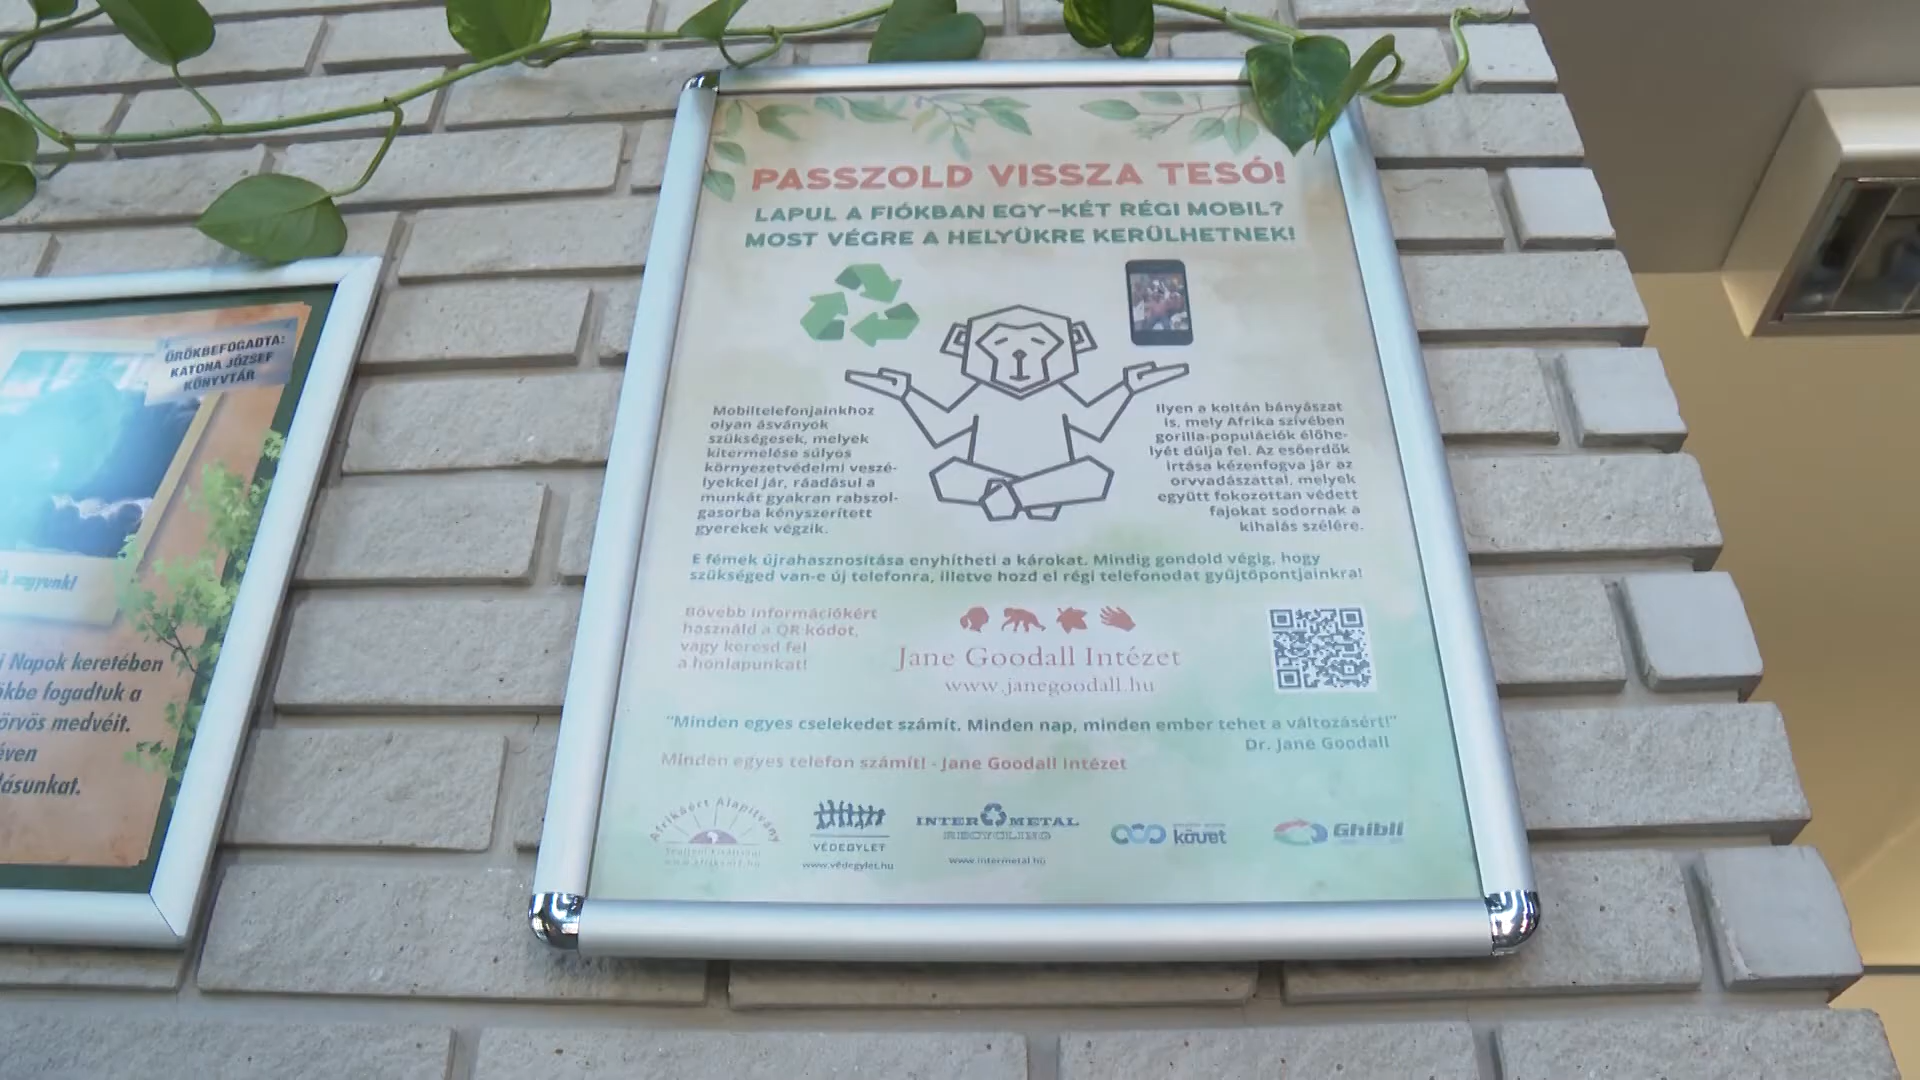 PASSZOLD VISSZA TESÓ!
LAPUL A FIÓKBAN EGY-KÉT RÉGI MOBIL?
MOST VÉGRE A HELYÜKRE KERÜLHETNEK!
Mobiltelefonjainkhoz
olyan ásványok
szükségesek, melyek
kitermelése súlyos
környezetvédelmi veszé-
lyekkel jár, ráadásul a
munkát gyakran rabszol-
gasorba kényszerített
gyerekek végzik.
Ilyen a koltán bányászat
is, mely Afrika szívében
gorilla-populációk élőhe-
lyét dúlja fel. Az esőerdők
irtása kézenfogva jár az
orvvadászattal, melyek
együtt fokozottan védett
fajokat sodornak a
kihalás szélére.
E fémek újrahasznosítása enyhítheti a károkat. Mindig gondold végig, hogy
szükséged van-e új telefonra, illetve hozd el régi telefonodat gyűjtőpontjainkra!
Bővebb információkért
használd a QR kódot,
vagy keresd fel
a honlapunkat!
Jane Goodall Intézet
www.janegoodall.hu
"Minden egyes cselekedet számít. Minden nap, minden ember tehet a változásért!"
Dr. Jane Goodall
Minden egyes telefon számít! - Jane Goodall Intézet
Afrikáért Alapítvány
www.afrikaert.hu
VÉDEGYLET
www.vedegylet.hu
INTER METAL
RECYCLING
www.intermetal.hu
követ
Ghibli
ÖRÖKBEFOGADTA:
KATONA JÓZSEF
KÖNYVTÁR
vagyunk!
Napok keretében
fogadtuk a
örvös medvéit.